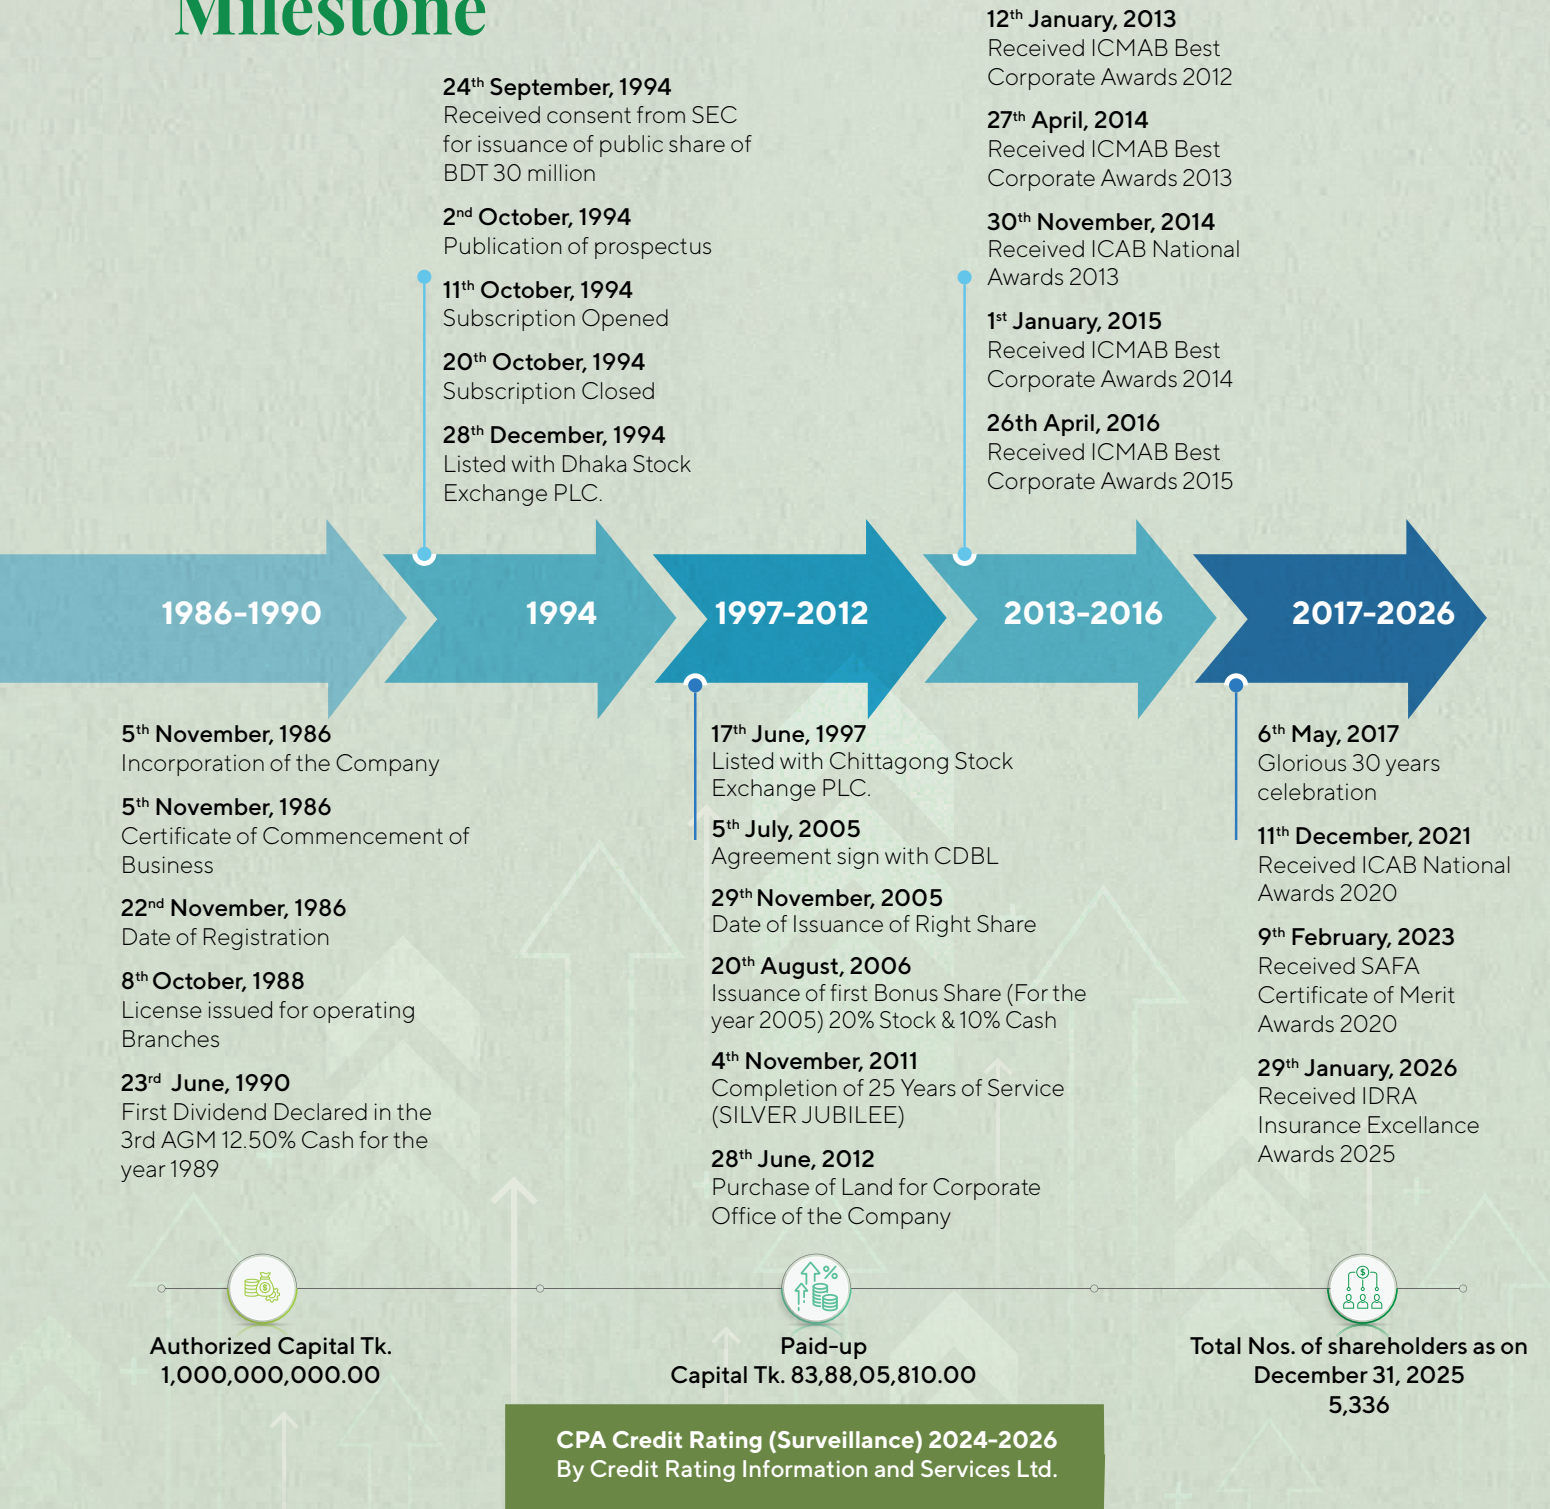 Milestone
24th September, 1994
Received consent from SEC
for issuance of public share of
BDT 30 million
2nd October, 1994
Publication of prospectus
11th October, 1994
Subscription Opened
20th October, 1994
Subscription Closed
28th December, 1994
Listed with Dhaka Stock
Exchange PLC.
12th January, 2013
Received ICMAB Best
Corporate Awards 2012
27th April, 2014
Received ICMAB Best
Corporate Awards 2013
30th November, 2014
Received ICAB National
Awards 2013
1st January, 2015
Received ICMAB Best
Corporate Awards 2014
26th April, 2016
Received ICMAB Best
Corporate Awards 2015
1986-1990
1994
1997-2012
2013-2016
2017-2026
5th November, 1986
Incorporation of the Company
5th November, 1986
Certificate of Commencement of
Business
22nd November, 1986
Date of Registration
8th October, 1988
License issued for operating
Branches
23rd June, 1990
First Dividend Declared in the
3rd AGM 12.50% Cash for the
year 1989
17th June, 1997
Listed with Chittagong Stock
Exchange PLC.
5th July, 2005
Agreement sign with CDBL
29th November, 2005
Date of Issuance of Right Share
20th August, 2006
Issuance of first Bonus Share (For the
year 2005) 20% Stock & 10% Cash
4th November, 2011
Completion of 25 Years of Service
(SILVER JUBILEE)
28th June, 2012
Purchase of Land for Corporate
Office of the Company
6th May, 2017
Glorious 30 years
celebration
11th December, 2021
Received ICAB National
Awards 2020
9th February, 2023
Received SAFA
Certificate of Merit
Awards 2020
29th January, 2026
Received IDRA
Insurance Excellance
Awards 2025
Authorized Capital Tk.
1,000,000,000.00
Paid-up
Capital Tk. 83,88,05,810.00
Total Nos. of shareholders as on
December 31, 2025
5,336
CPA Credit Rating (Surveillance) 2024-2026
By Credit Rating Information and Services Ltd.